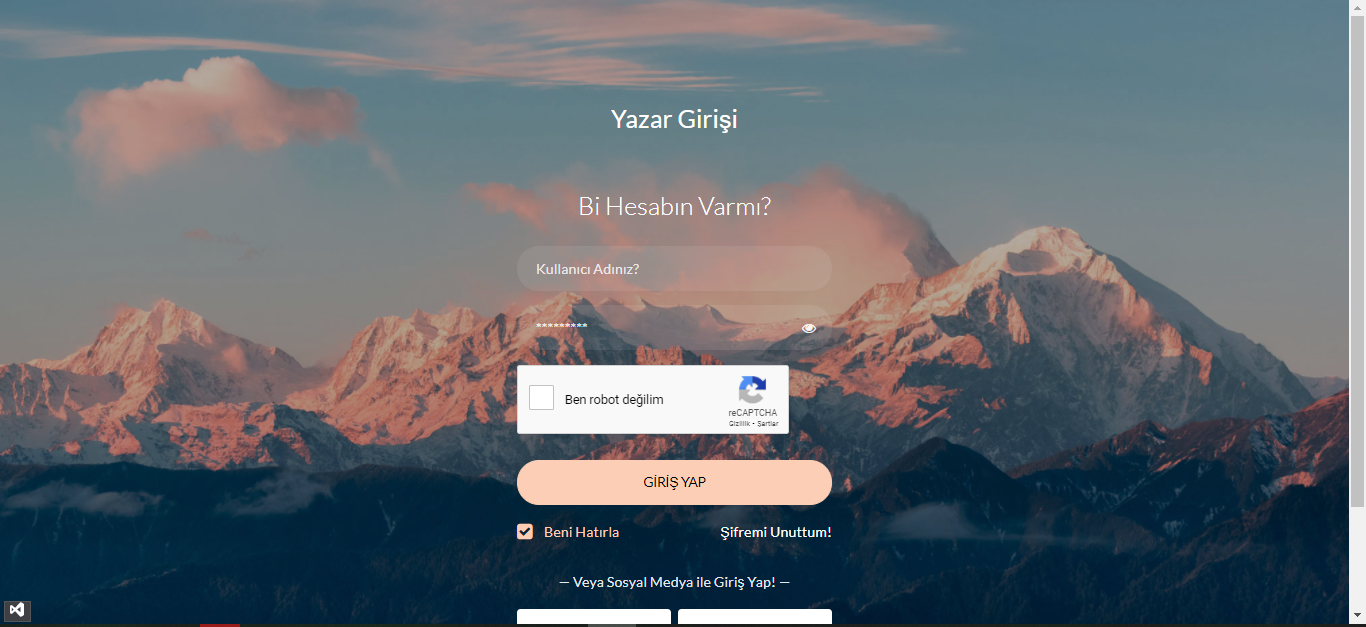 Yazar Girişi
Bi Hesabın Varmı?
Kullanıcı Adınız?
*********
Ben robot değilim
reCAPTCHA
Gizlilik - Şartlar
GİRİŞ YAP
Beni Hatırla
Şifremi Unuttum!
— Veya Sosyal Medya ile Giriş Yap! —